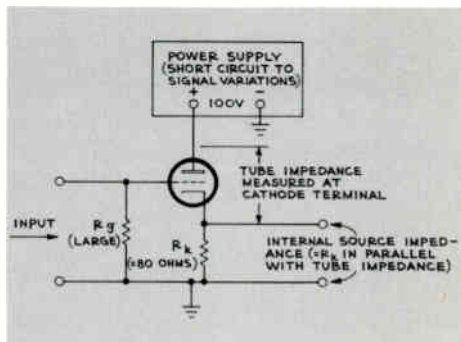 POWER SUPPLY
(SHORT CIRCUIT TO
SIGNAL VARIATIONS)
+ −
100V
TUBE IMPEDANCE
MEASURED AT
CATHODE TERMINAL
INPUT
Rg
(LARGE)
Rk
(=80 OHMS)
INTERNAL SOURCE IMPED-
ANCE (=Rk IN PARALLEL
WITH TUBE IMPEDANCE)